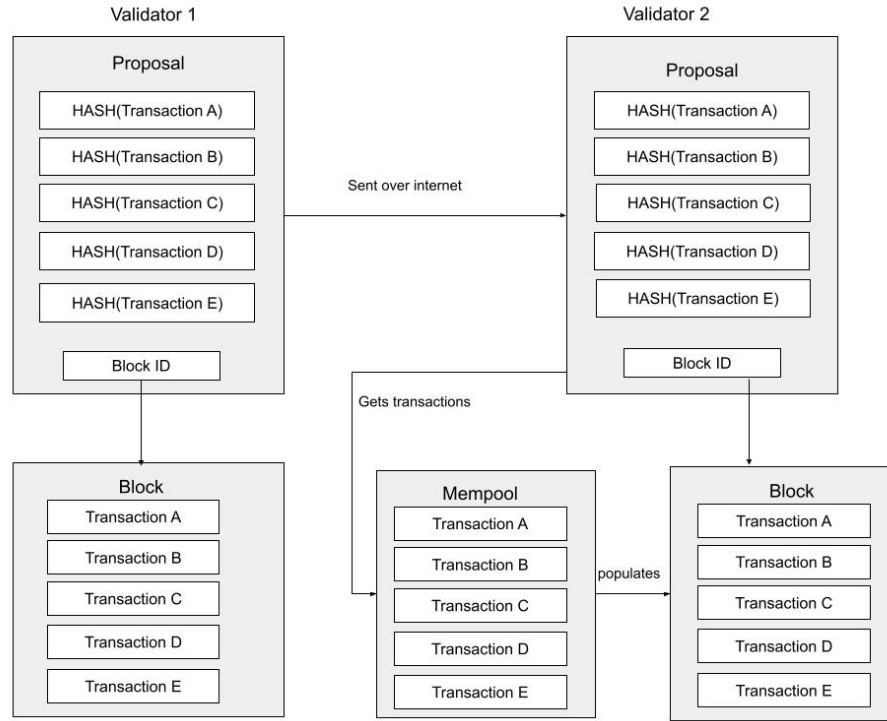 Validator 1
Validator 2
Proposal
HASH(Transaction A)
HASH(Transaction B)
HASH(Transaction C)
HASH(Transaction D)
HASH(Transaction E)
Block ID
Sent over internet
Proposal
HASH(Transaction A)
HASH(Transaction B)
HASH(Transaction C)
HASH(Transaction D)
HASH(Transaction E)
Block ID
Gets transactions
Block
Transaction A
Transaction B
Transaction C
Transaction D
Transaction E
Mempool
Transaction A
Transaction B
Transaction C
Transaction D
Transaction E
populates
Block
Transaction A
Transaction B
Transaction C
Transaction D
Transaction E